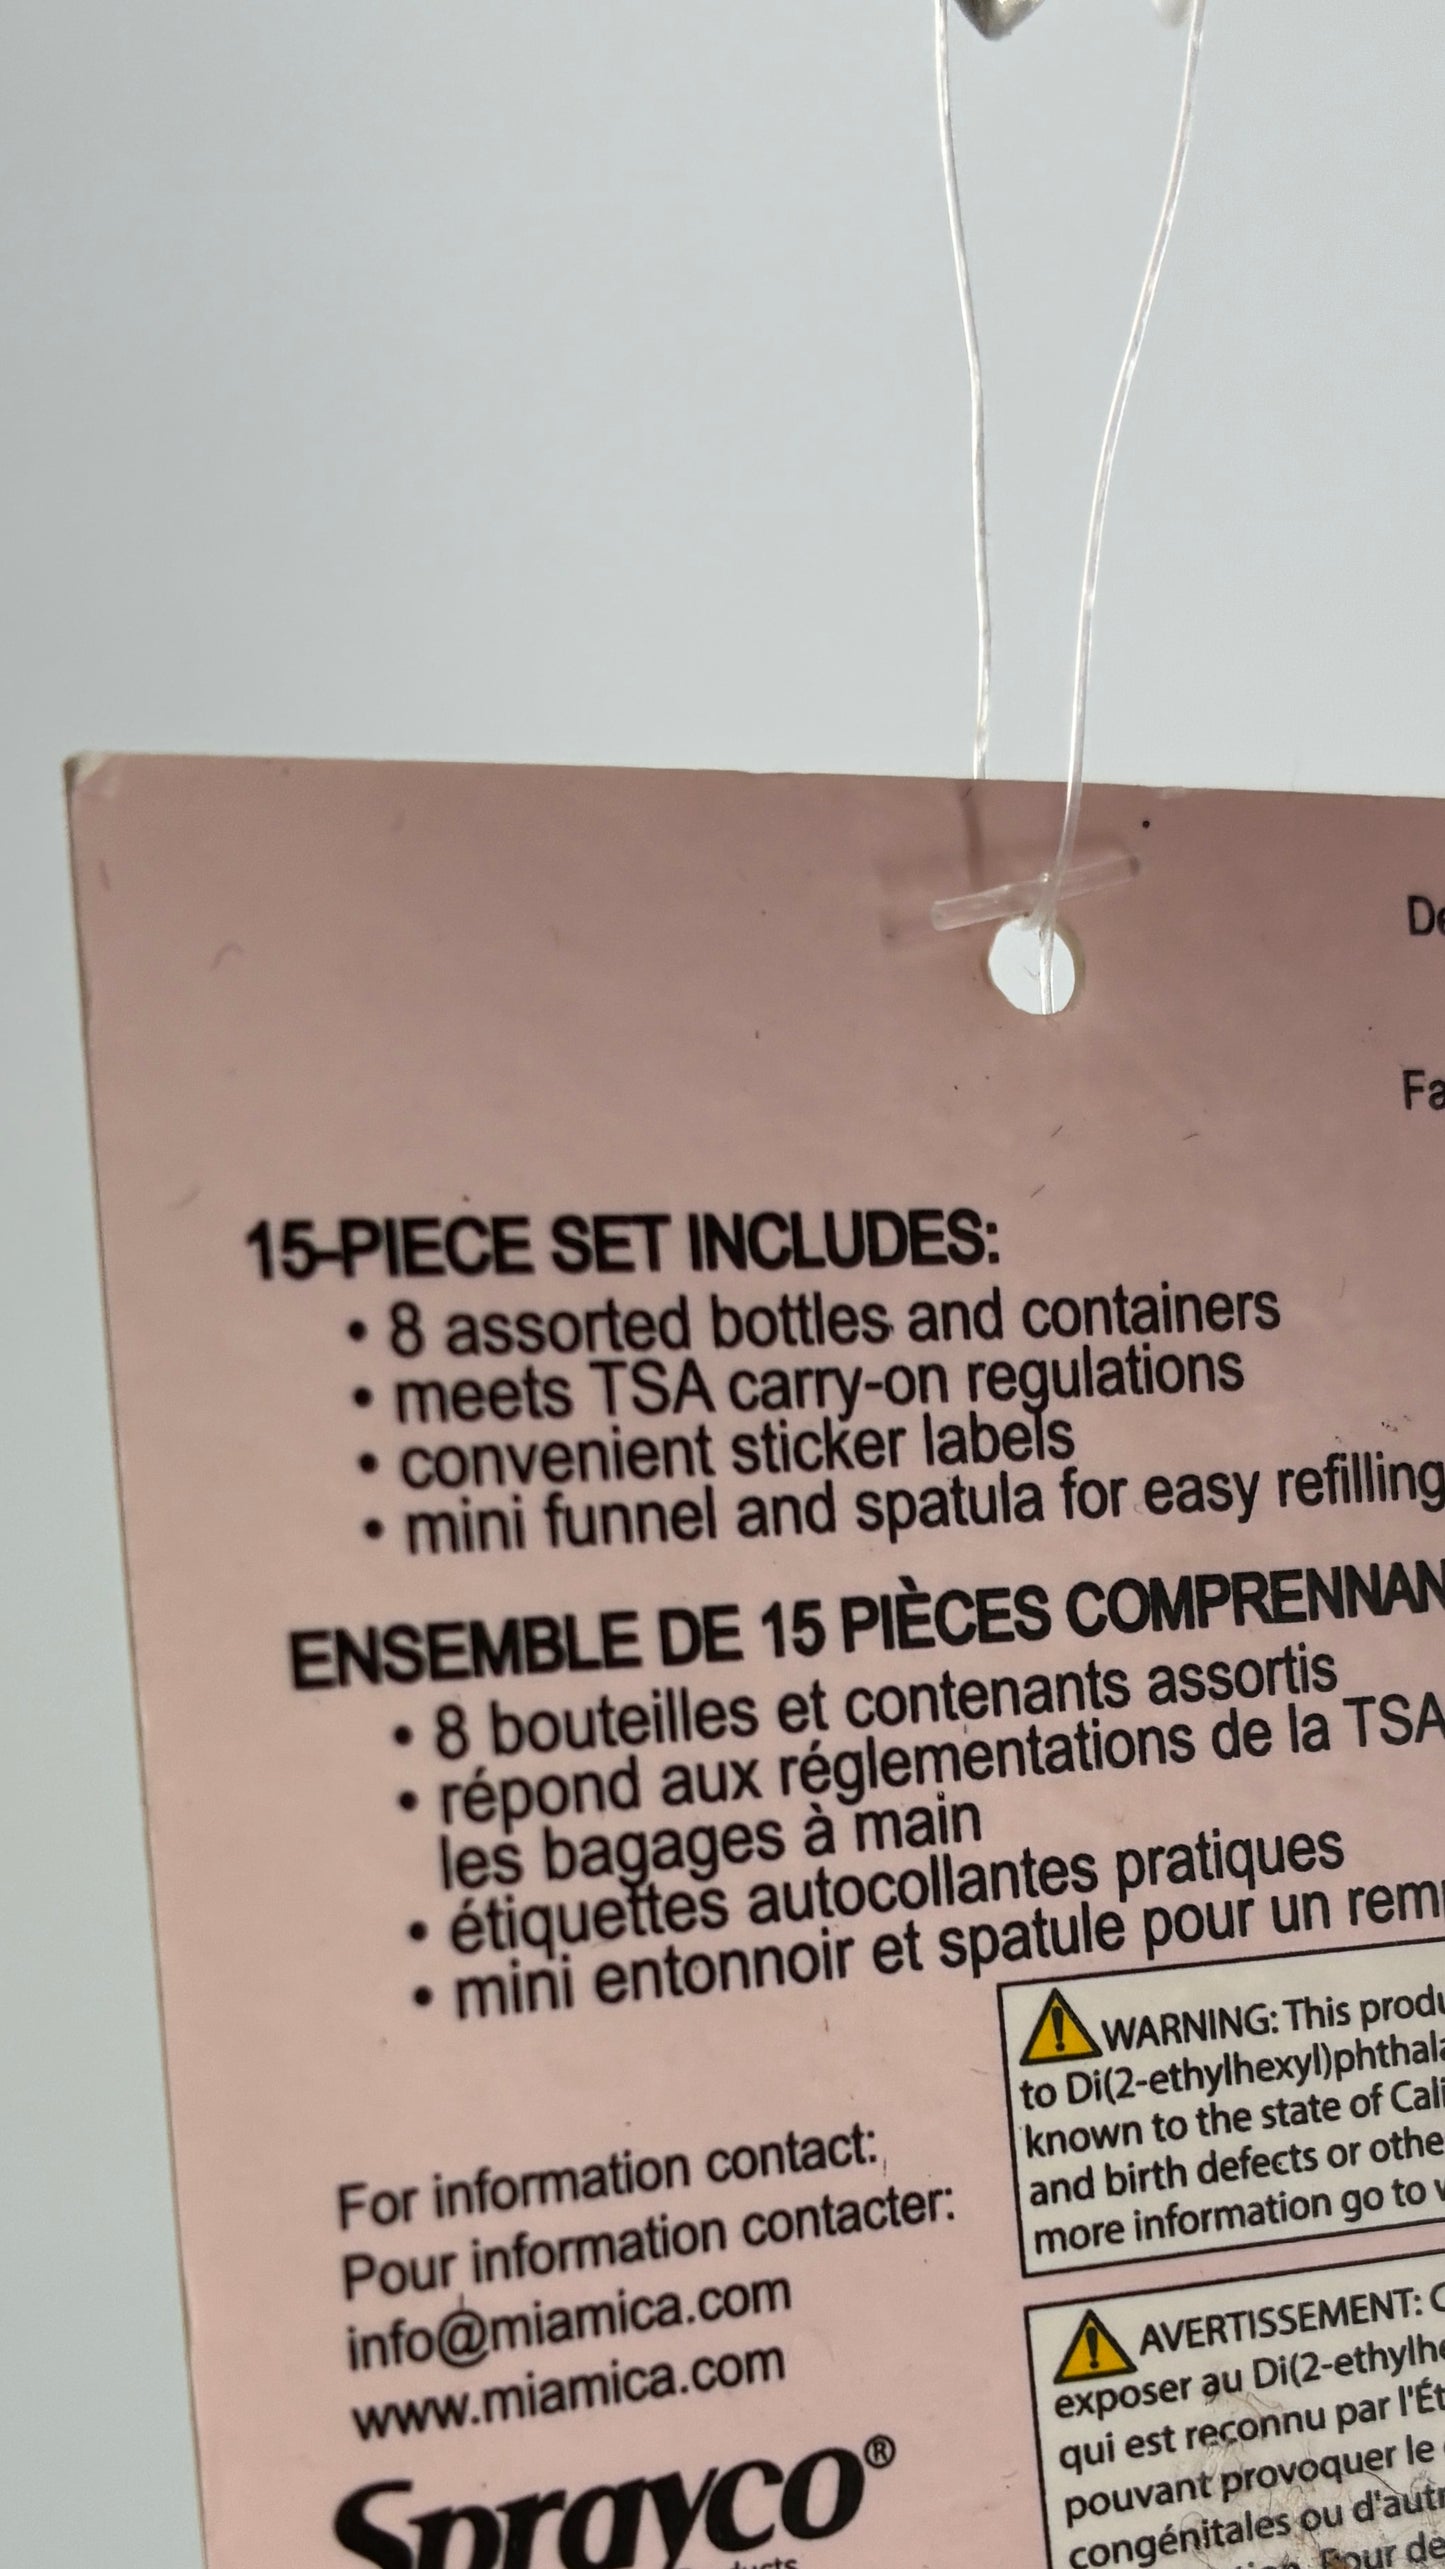 15-PIECE SET INCLUDES:
• 8 assorted bottles and containers
• meets TSA carry-on regulations
• convenient sticker labels
• mini funnel and spatula for easy refilling
ENSEMBLE DE 15 PIÈCES COMPRENNAN
• 8 bouteilles et contenants assortis
• répond aux réglementations de la TSA
les bagages à main
• étiquettes autocollantes pratiques
• mini entonnoir et spatule pour un
WARNING: This
to Di(2-ethylhexyl)
known to the state of
and birth defects or
more information go to
For information contact:
Pour information contacter:
info@miamica.com
www.miamica.com
Sprayco®
AVERTISSEMENT:
exposer au
qui est reconnu par
pouvant provoquer le
congénitales ou